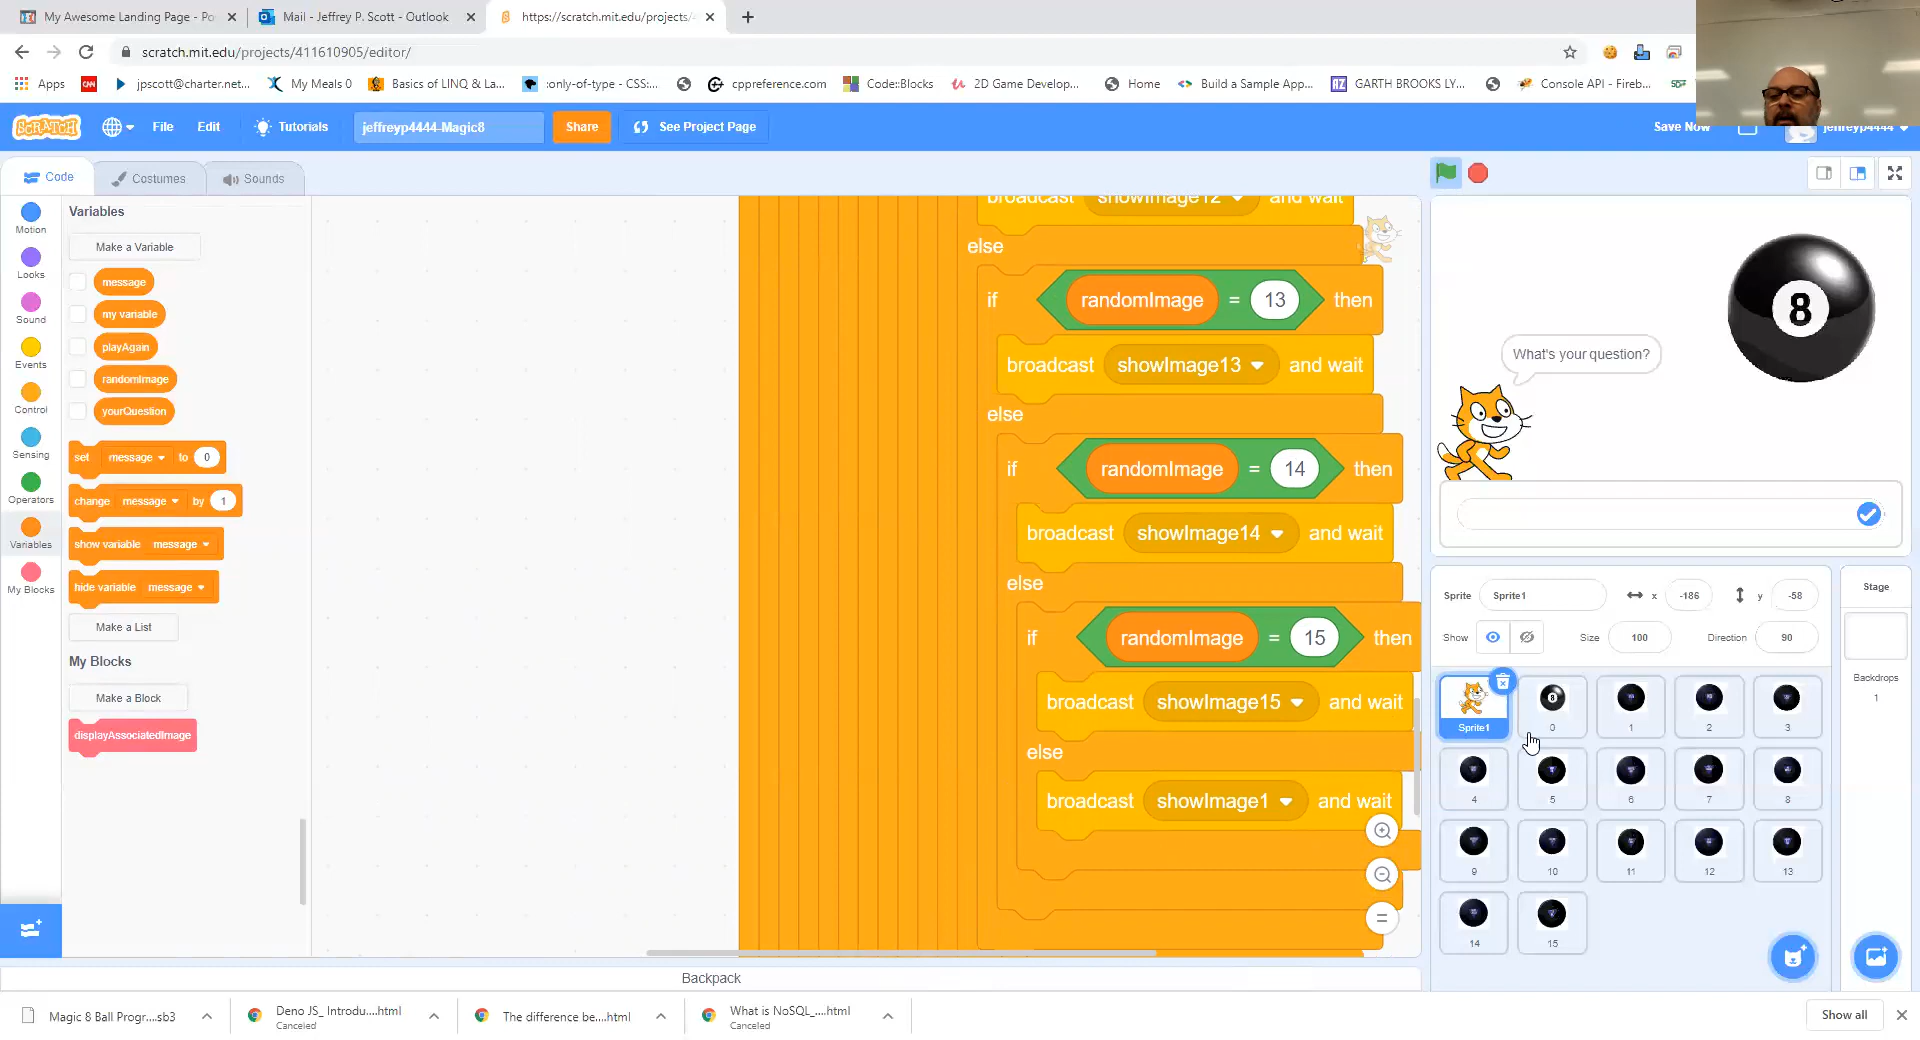 My Awesome Landing Page - Po
Mail - Jeffrey P. Scott - Outlook
https://scratch.mit.edu/projects/4
scratch.mit.edu/projects/411610905/editor/
Apps
CNN
jpscott@charter.net...
My Meals 0
Basics of LINQ & La...
:only-of-type - CSS:...
cppreference.com
Code::Blocks
2D Game Develop...
Home
Build a Sample App...
GARTH BROOKS LY...
Console API - Fireb...
SCRATCH
File
Edit
Tutorials
jeffreyp4444-Magic8
Share
See Project Page
Save Now
jeffreyp4444
Code
Costumes
Sounds
Motion
Looks
Sound
Events
Control
Sensing
Operators
Variables
My Blocks
Variables
Make a Variable
message
my variable
playAgain
randomImage
yourQuestion
set message to 0
change message by 1
show variable message
hide variable message
Make a List
My Blocks
Make a Block
displayAssociatedImage
broadcast showImage12 and wait
else
if randomImage = 13 then
broadcast showImage13 and wait
else
if randomImage = 14 then
broadcast showImage14 and wait
else
if randomImage = 15 then
broadcast showImage15 and wait
else
broadcast showImage1 and wait
Backpack
8
What's your question?
Sprite Sprite1 x -186 y -58
Show Size 100 Direction 90
Stage
Backdrops
1
Sprite1
0
1
2
3
4
5
6
7
8
9
10
11
12
13
14
15
Magic 8 Ball Progr....sb3
Deno JS_ Introdu....html
Canceled
The difference be....html
What is NoSQL_....html
Canceled
Show all